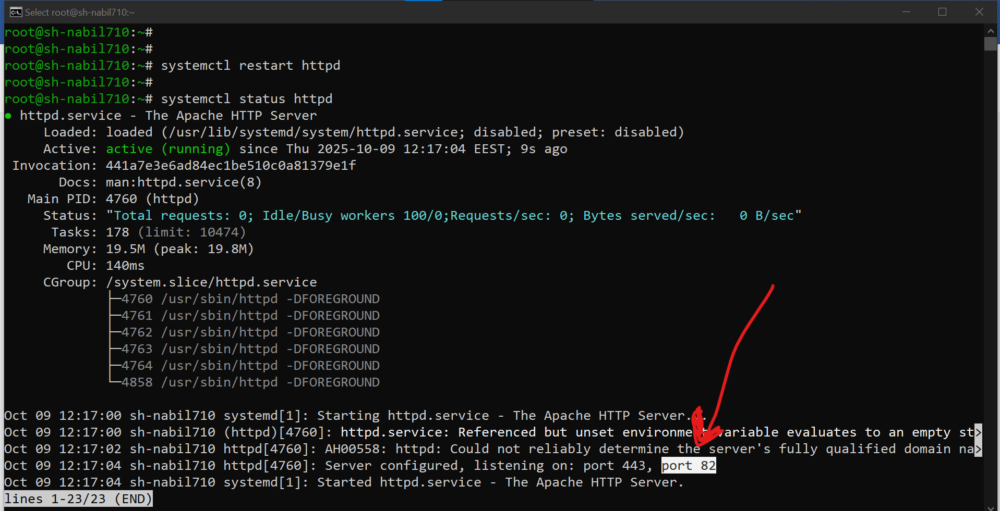 Select root@sh-nabil710:~
root@sh-nabil710:~#
root@sh-nabil710:~#
root@sh-nabil710:~# systemctl restart httpd
root@sh-nabil710:~#
root@sh-nabil710:~# systemctl status httpd
● httpd.service - The Apache HTTP Server
     Loaded: loaded (/usr/lib/systemd/system/httpd.service; disabled; preset: disabled)
     Active: active (running) since Thu 2025-10-09 12:17:04 EEST; 9s ago
 Invocation: 441a7e3e6ad84ec1be510c0a81379e1f
       Docs: man:httpd.service(8)
   Main PID: 4760 (httpd)
     Status: "Total requests: 0; Idle/Busy workers 100/0;Requests/sec: 0; Bytes served/sec:   0 B/sec"
      Tasks: 178 (limit: 10474)
     Memory: 19.5M (peak: 19.8M)
        CPU: 140ms
     CGroup: /system.slice/httpd.service
             ├─4760 /usr/sbin/httpd -DFOREGROUND
             ├─4761 /usr/sbin/httpd -DFOREGROUND
             ├─4762 /usr/sbin/httpd -DFOREGROUND
             ├─4763 /usr/sbin/httpd -DFOREGROUND
             ├─4764 /usr/sbin/httpd -DFOREGROUND
             └─4858 /usr/sbin/httpd -DFOREGROUND
Oct 09 12:17:00 sh-nabil710 systemd[1]: Starting httpd.service - The Apache HTTP Server...
Oct 09 12:17:00 sh-nabil710 (httpd)[4760]: httpd.service: Referenced but unset environment variable evaluates to an empty st>
Oct 09 12:17:02 sh-nabil710 httpd[4760]: AH00558: httpd: Could not reliably determine the server's fully qualified domain na>
Oct 09 12:17:04 sh-nabil710 httpd[4760]: Server configured, listening on: port 443, port 82
Oct 09 12:17:04 sh-nabil710 systemd[1]: Started httpd.service - The Apache HTTP Server.
lines 1-23/23 (END)